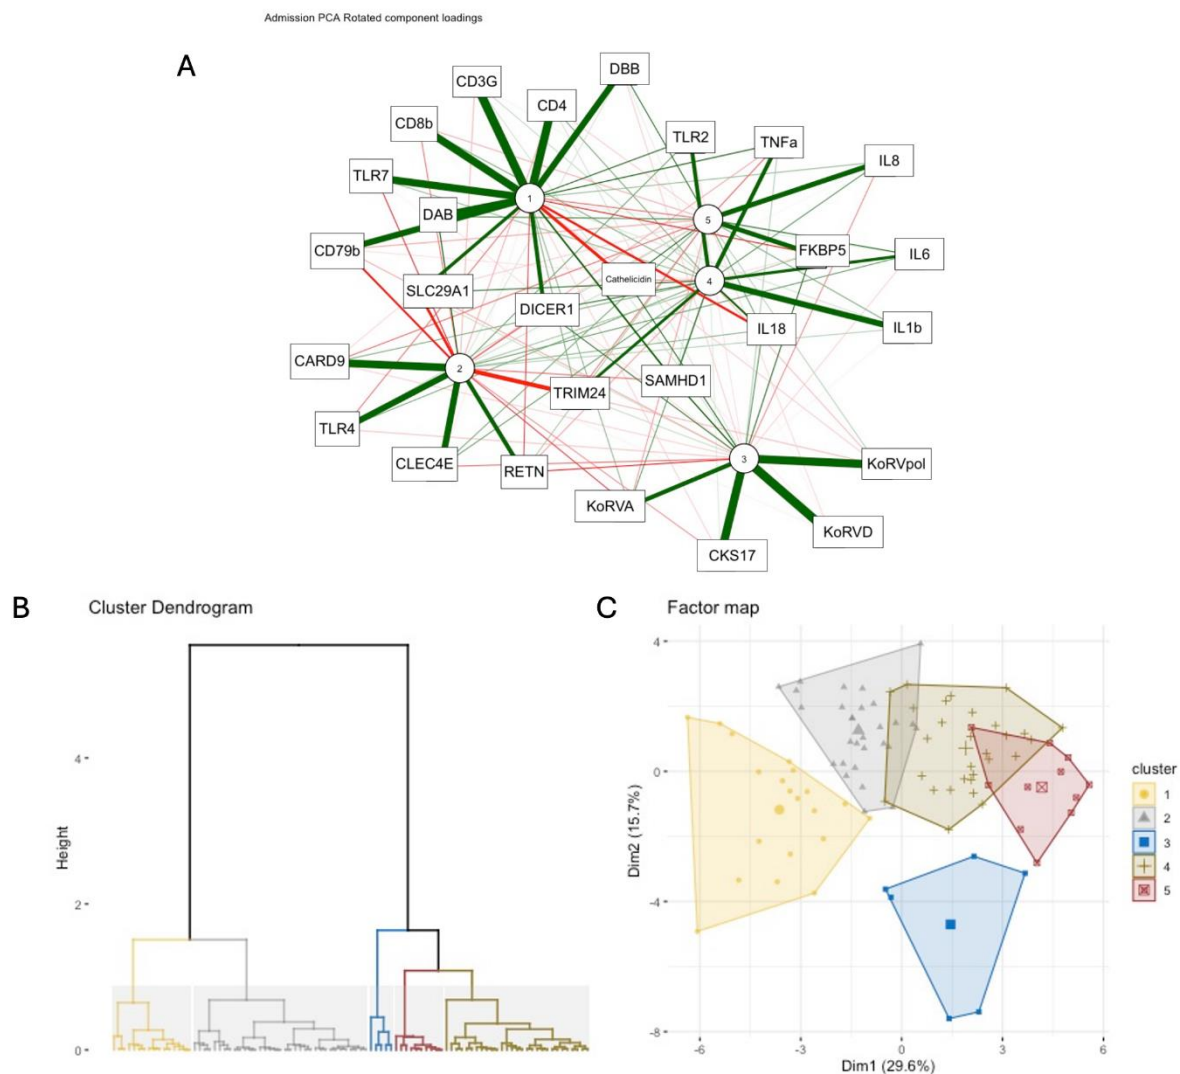 Admission PCA Rotated component loadings
A
DBB
CD3G
CD4
CD8b
TLR2
TNFa
IL8
TLR7
1
DAB
5
CD79b
FKBP5
IL6
Cathelicidin
4
SLC29A1
DICER1
IL18
IL1b
CARD9
2
TRIM24
SAMHD1
TLR4
CLEC4E
RETN
3
KoRVpol
KoRVA
KoRVD
CKS17
B
Cluster Dendrogram
Height
4
2
0
C
Factor map
Dim2 (15.7%)
4
0
-4
-8
-6
-3
0
3
6
Dim1 (29.6%)
cluster
1
2
3
4
5